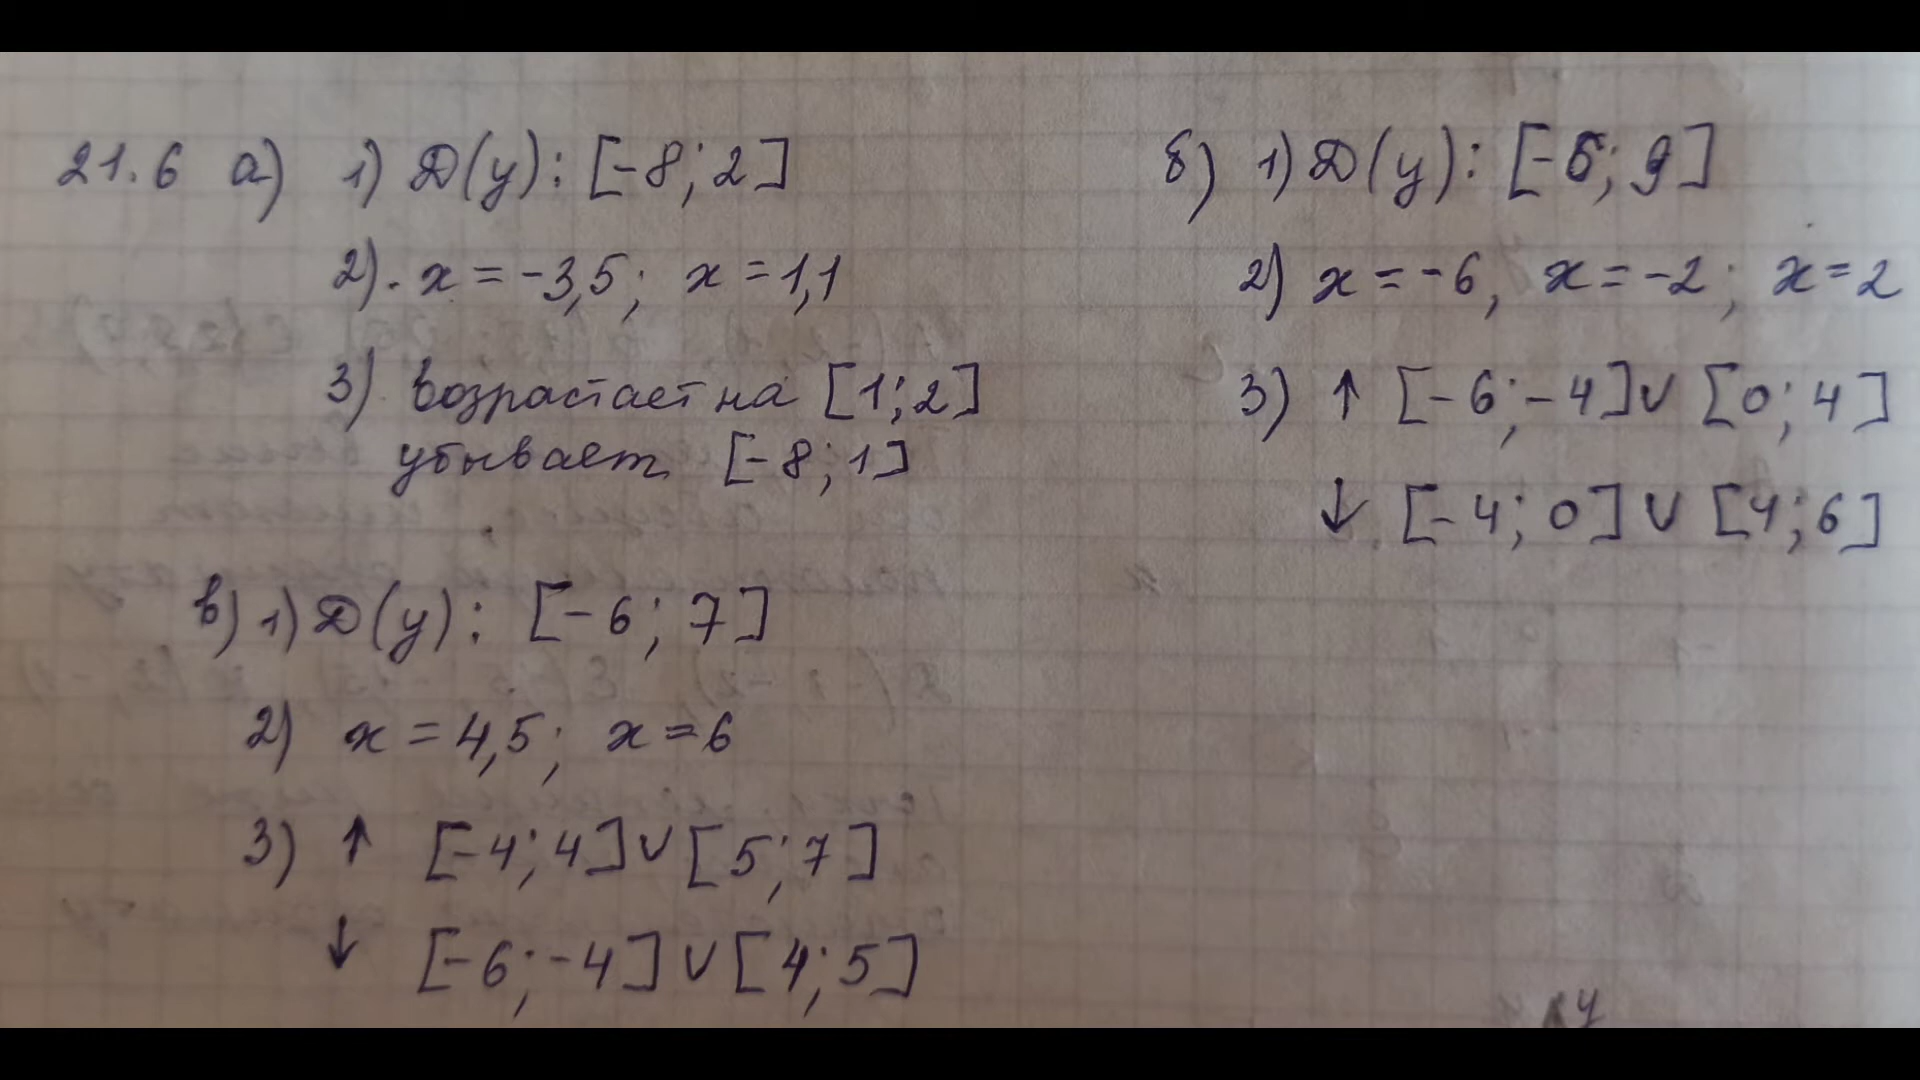 21.6 а) 1) D(y): [-8; 2]
2). x = -3,5; x = 1,1
3) возрастает на [1; 2]
убывает [-8; 1]
б) 1) D(y): [-5; 9]
2) x = -6, x = -2; x = 2
3) ↑ [-6; -4] ∪ [0; 4]
↓ [-4; 0] ∪ [4; 6]
в) 1) D(y): [-6; 7]
2) x = 4,5; x = 6
3) ↑ [-4; 4] ∪ [5; 7]
↓ [-6; -4] ∪ [4; 5]
y